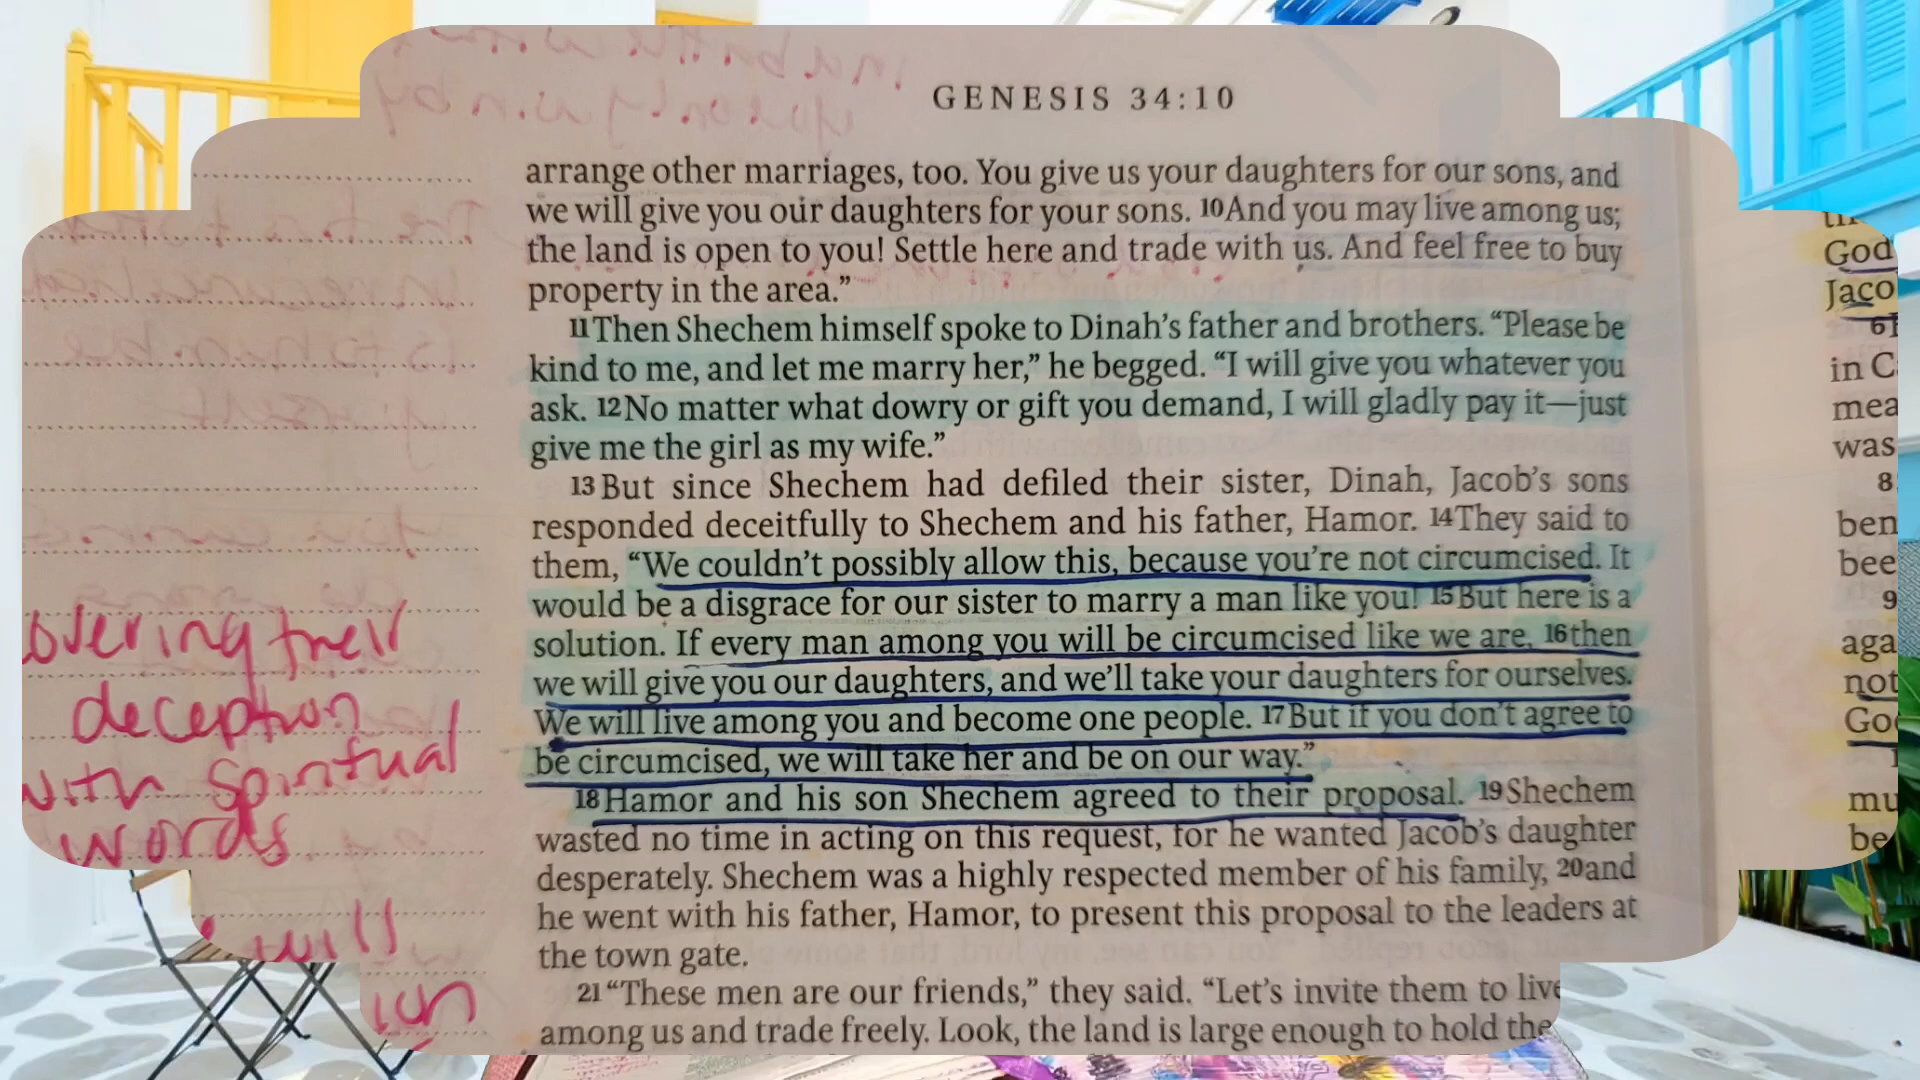 GENESIS 34:10
arrange other marriages, too. You give us your daughters for our sons, and
we will give you our daughters for your sons. 10And you may live among us;
the land is open to you! Settle here and trade with us. And feel free to buy
property in the area.”
11Then Shechem himself spoke to Dinah’s father and brothers. “Please be
kind to me, and let me marry her,” he begged. “I will give you whatever you
ask. 12No matter what dowry or gift you demand, I will gladly pay it—just
give me the girl as my wife.”
13But since Shechem had defiled their sister, Dinah, Jacob’s sons
responded deceitfully to Shechem and his father, Hamor. 14They said to
them, “We couldn’t possibly allow this, because you’re not circumcised. It
would be a disgrace for our sister to marry a man like you! 15But here is a
solution. If every man among you will be circumcised like we are, 16then
we will give you our daughters, and we’ll take your daughters for ourselves.
We will live among you and become one people. 17But if you don’t agree to
be circumcised, we will take her and be on our way.”
18Hamor and his son Shechem agreed to their proposal. 19Shechem
wasted no time in acting on this request, for he wanted Jacob’s daughter
desperately. Shechem was a highly respected member of his family, 20and
he went with his father, Hamor, to present this proposal to the leaders at
the town gate.
21“These men are our friends,” they said. “Let’s invite them to live
among us and trade freely. Look, the land is large enough to hold the
overing their
deception
with spiritual
words
will
ich
God
Jaco
6
in C
mea
was
8
ben
bee
9
aga
not
God
mu
be